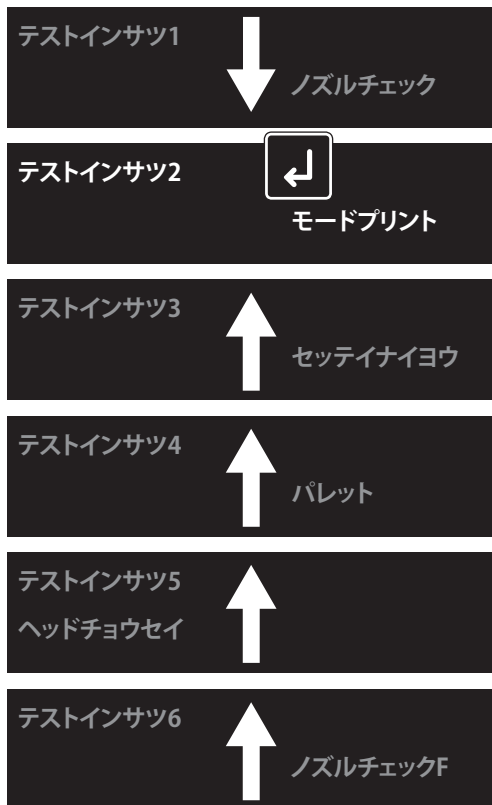 テストインサツ1
ノズルチェック
テストインサツ2
モードプリント
テストインサツ3
セッテイナイヨウ
テストインサツ4
パレット
テストインサツ5
ヘッドチョウセイ
テストインサツ6
ノズルチェックF